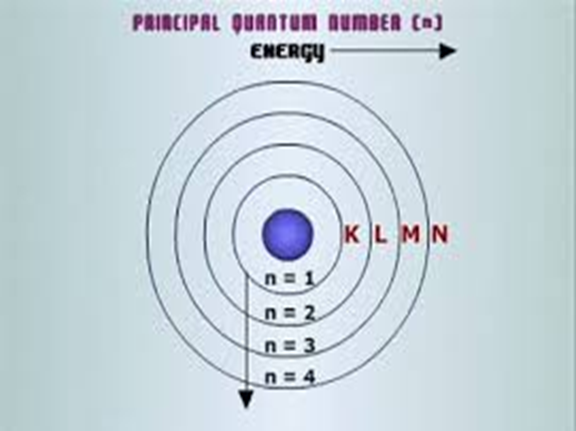 PRINCIPAL QUANTUM NUMBER (n)
ENERGY
K L M N
n = 1
n = 2
n = 3
n = 4